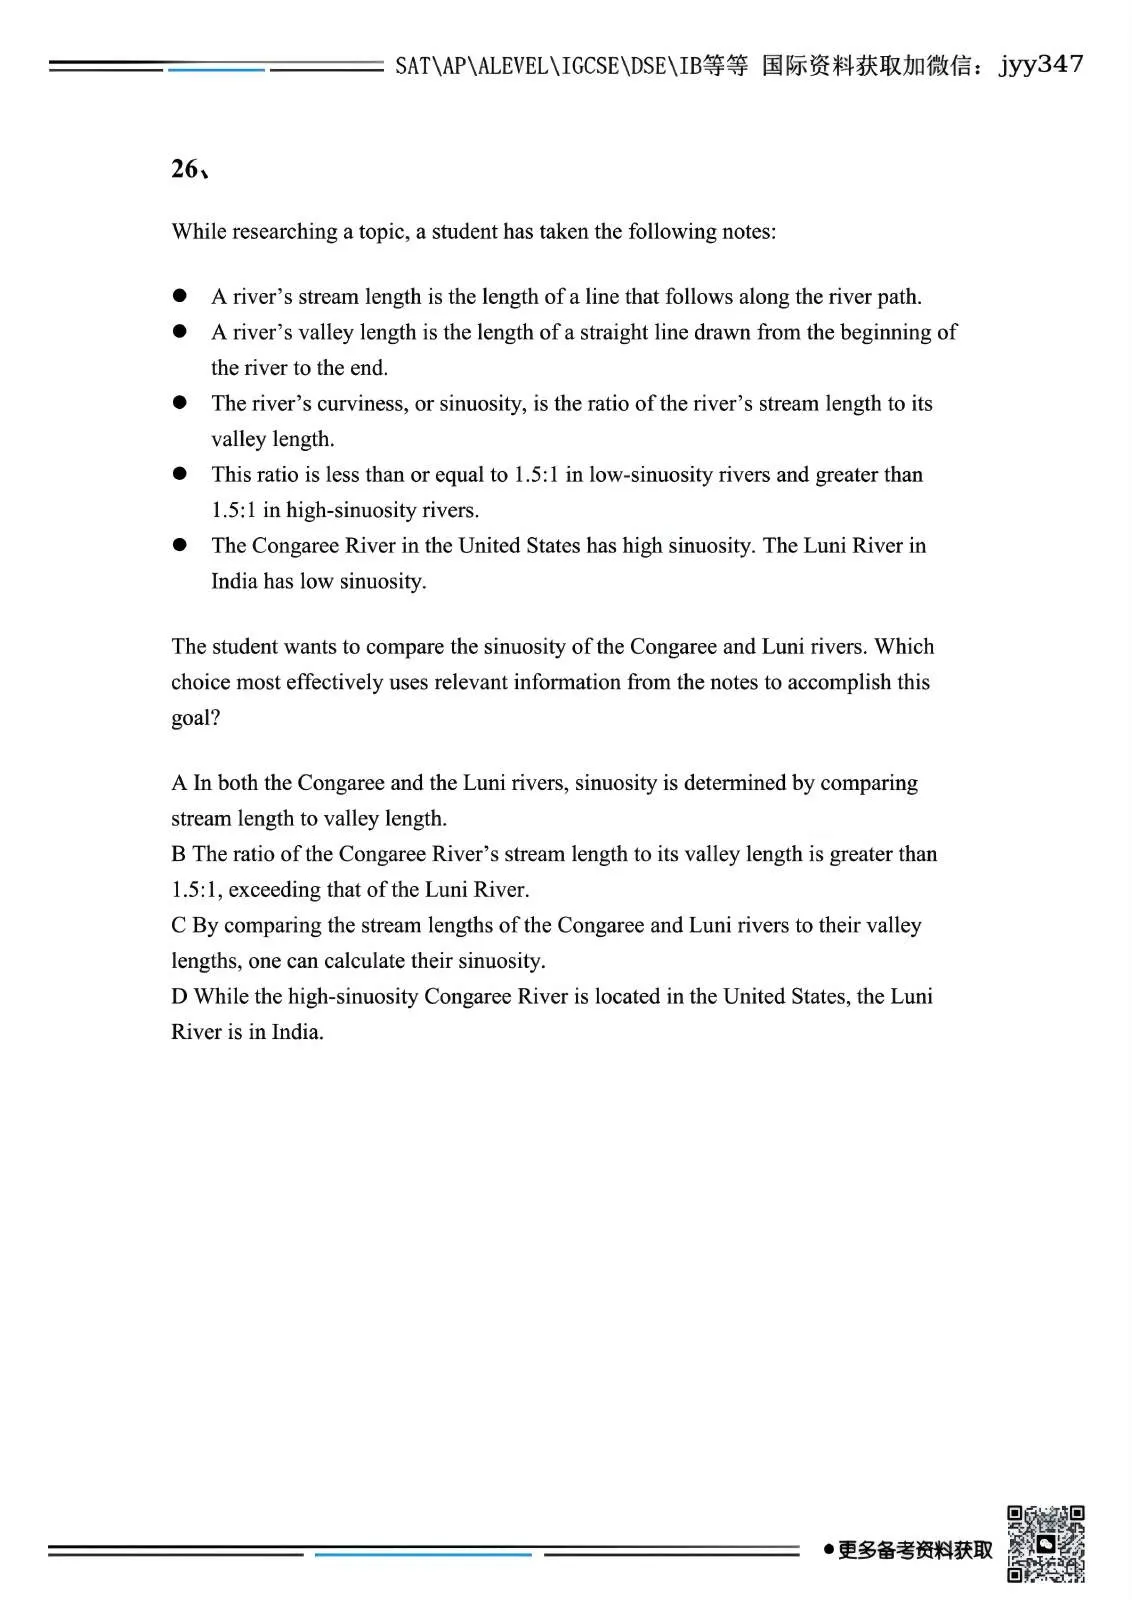 SAT\AP\ALEVEL\IGCSE\DSE\IB等等 国际资料获取加微信：jyy347
26、
While researching a topic, a student has taken the following notes:
● A river’s stream length is the length of a line that follows along the river path.
● A river’s valley length is the length of a straight line drawn from the beginning of
the river to the end.
● The river’s curviness, or sinuosity, is the ratio of the river’s stream length to its
valley length.
● This ratio is less than or equal to 1.5:1 in low-sinuosity rivers and greater than
1.5:1 in high-sinuosity rivers.
● The Congaree River in the United States has high sinuosity. The Luni River in
India has low sinuosity.
The student wants to compare the sinuosity of the Congaree and Luni rivers. Which
choice most effectively uses relevant information from the notes to accomplish this
goal?
A In both the Congaree and the Luni rivers, sinuosity is determined by comparing
stream length to valley length.
B The ratio of the Congaree River’s stream length to its valley length is greater than
1.5:1, exceeding that of the Luni River.
C By comparing the stream lengths of the Congaree and Luni rivers to their valley
lengths, one can calculate their sinuosity.
D While the high-sinuosity Congaree River is located in the United States, the Luni
River is in India.
●更多备考资料获取